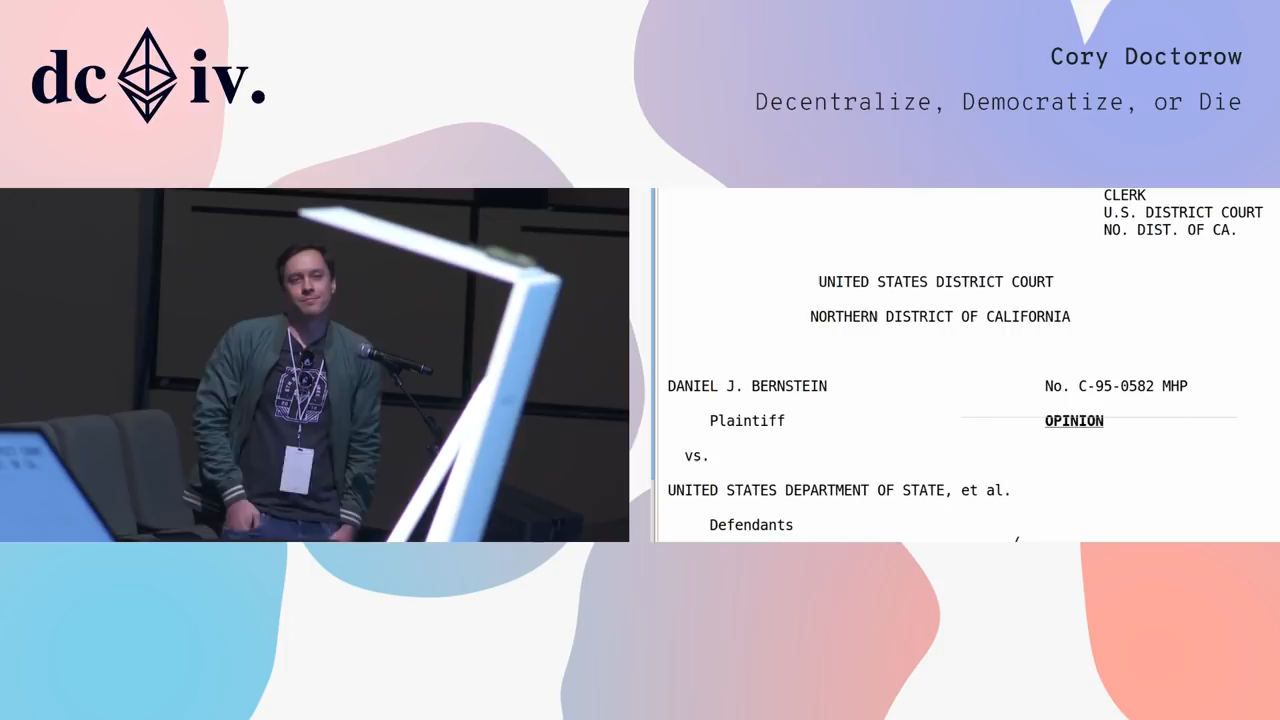 dc iv.
Cory Doctorow
Decentralize, Democratize, or Die
CLERK
U.S. DISTRICT COURT
NO. DIST. OF CA.
UNITED STATES DISTRICT COURT
NORTHERN DISTRICT OF CALIFORNIA
DANIEL J. BERNSTEIN
No. C-95-0582 MHP
Plaintiff
OPINION
vs.
UNITED STATES DEPARTMENT OF STATE, et al.
Defendants
/